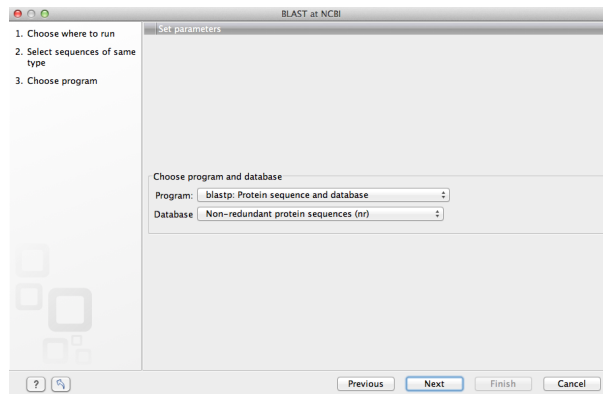 BLAST at NCBI
1. Choose where to run
2. Select sequences of same
type
3. Choose program
Set parameters
Choose program and database
Program: blastp: Protein sequence and database
Database Non-redundant protein sequences (nr)
? Previous Next Finish Cancel